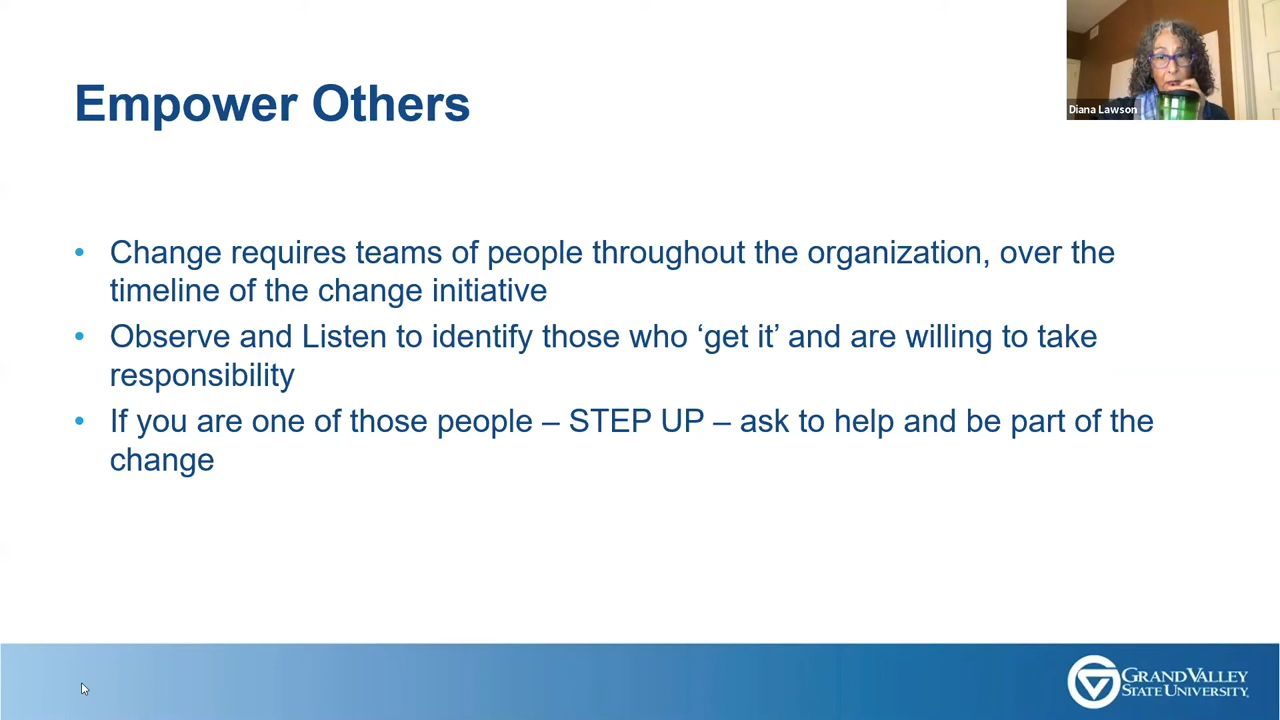 Empower Others
Diana Lawson
• Change requires teams of people throughout the organization, over the
timeline of the change initiative
• Observe and Listen to identify those who ‘get it’ and are willing to take
responsibility
• If you are one of those people – STEP UP – ask to help and be part of the
change
GRAND VALLEY
STATE UNIVERSITY.